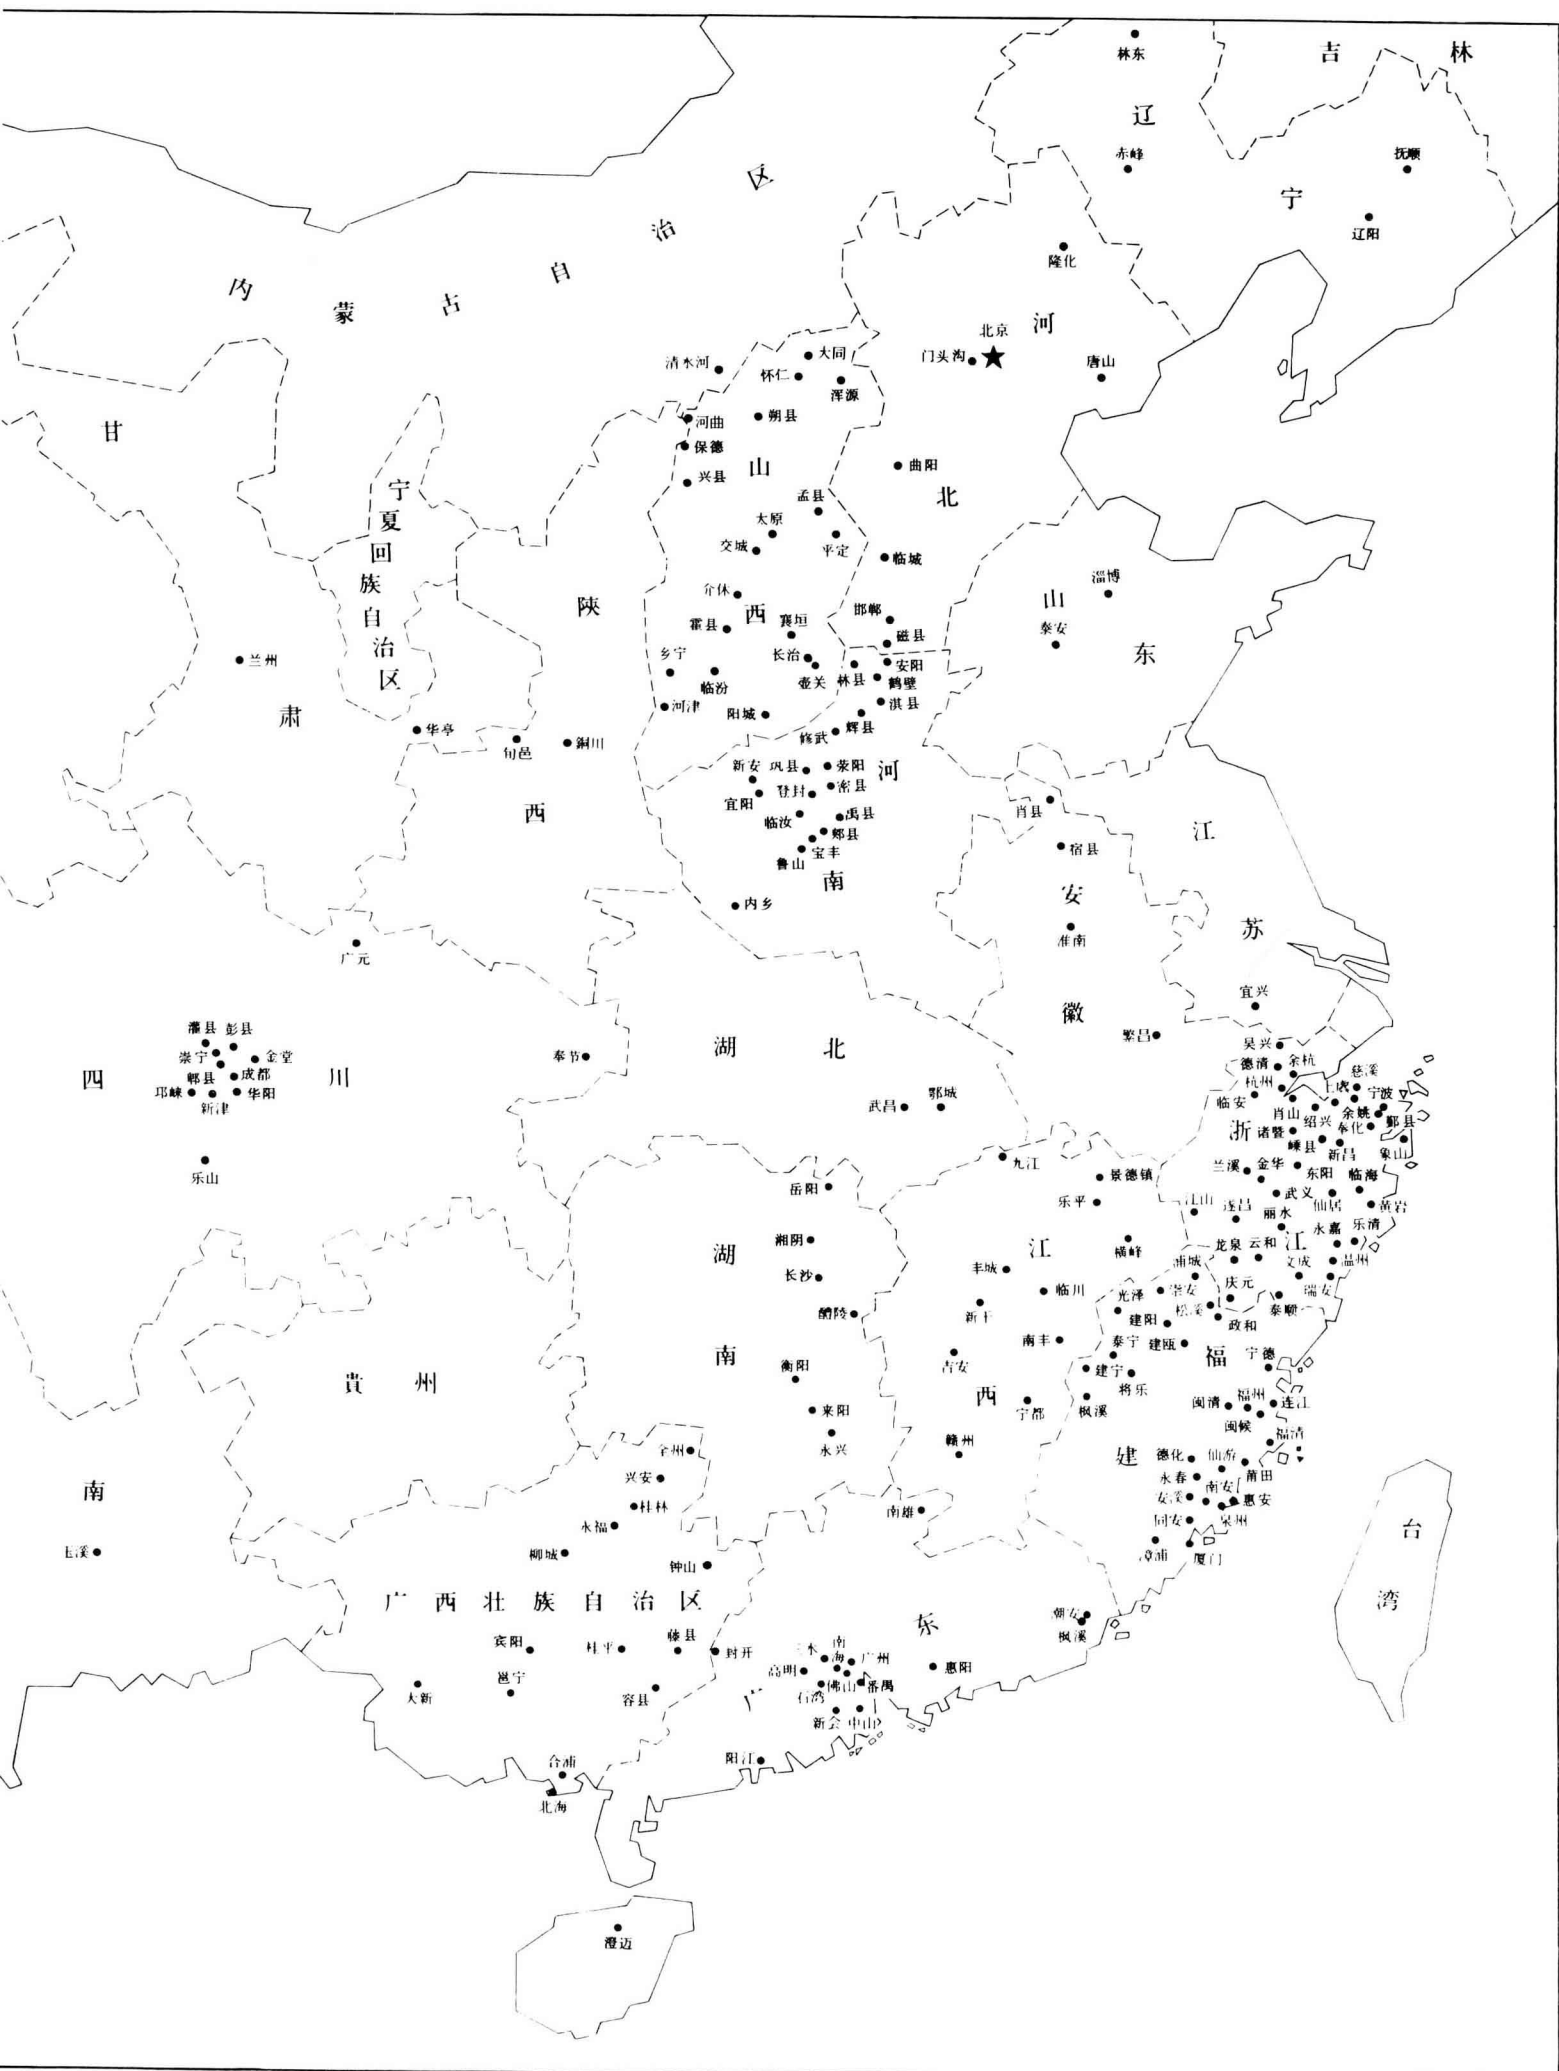 吉林
林东
辽
赤峰
抚顺
宁
辽阳
隆化
内蒙古自治区
北京
河
门头沟
唐山
清水河
大同
怀仁
浑源
河曲
朔县
保德
甘
山
曲阳
兴县
北
宁夏回族自治区
孟县
太原
交城
平定
临城
淄博
介休
陕
西
山
霍县
襄垣
邯郸
泰安
磁县
东
乡宁
长治
兰州
临汾
壶关
林县
安阳
鹤壁
河津
阳城
淇县
肃
辉县
华亭
旬邑
銅川
修武
新安
巩县
荥阳
河
宜阳
登封
密县
肖县
西
临汝
禹县
江
郏县
宿县
鲁山
宝丰
南
安
内乡
苏
淮南
广元
宜兴
徽
繁昌
灌县
彭县
湖北
吴兴
崇宁
金堂
奉节
德清
余杭
四川
郫县
成都
杭州
慈溪
邛崃
华阳
临安
上虞
宁波
新津
武昌
鄂城
肖山
绍兴
余姚
鄞县
浙
诸暨
奉化
嵊县
新昌
象山
九江
兰溪
金华
乐山
景德镇
东阳
临海
岳阳
乐平
江山
武义
仙居
黄岩
遂昌
丽水
湘阴
湖
江
横峰
龙泉
云和
江
永嘉
乐清
长沙
丰城
浦城
文成
温州
临川
光泽
崇安
庆元
瑞安
醴陵
新干
松溪
泰顺
建阳
政和
南丰
泰宁
建瓯
南
吉安
福
宁德
衡阳
建宁
貴州
将乐
西
枫溪
宁都
闽清
福州
连江
耒阳
闽候
福清
永兴
赣州
全州
建
德化
仙游
兴安
永春
南安
莆田
南
安溪
惠安
桂林
南雄
同安
泉州
永福
台
玉溪
柳城
漳浦
厦门
钟山
广西壮族自治区
湾
潮安
东
枫溪
宾阳
桂平
藤县
封开
三水
南海
广州
惠阳
高明
大新
邕宁
容县
佛山
番禺
石湾
广
新会
中山
阳江
合浦
北海
澄迈